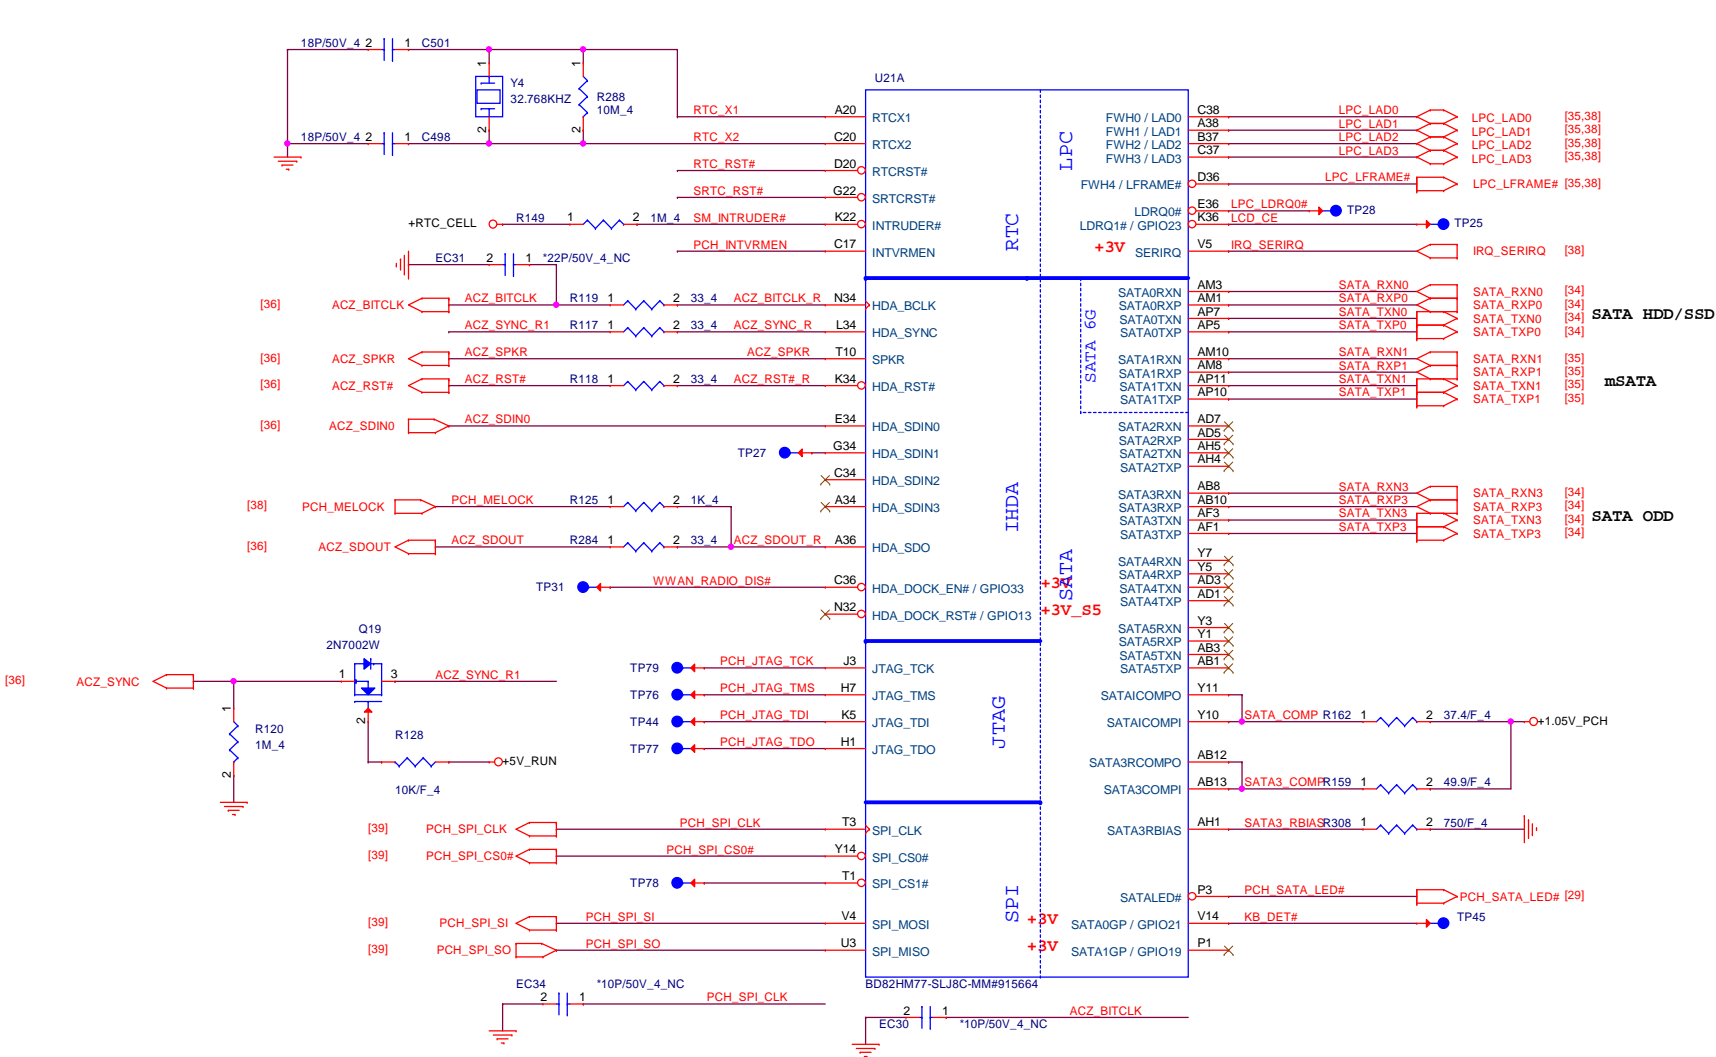 18P/50V_4 2 1 C501
1 Y4 32.768KHZ 2
1 R288 10M_4 2
18P/50V_4 2 1 C498
U21A
RTC_X1 A20 RTCX1
RTC_X2 C20 RTCX2
RTC_RST# D20 RTCRST#
SRTC_RST# G22 SRTCRST#
+RTC_CELL R149 1 2 1M_4 SM_INTRUDER# K22 INTRUDER#
PCH_INTVRMEN C17 INTVRMEN
EC31 2 1 *22P/50V_4_NC
[36] ACZ_BITCLK ACZ_BITCLK R119 1 2 33_4 ACZ_BITCLK_R N34 HDA_BCLK
ACZ_SYNC_R1 R117 1 2 33_4 ACZ_SYNC_R L34 HDA_SYNC
[36] ACZ_SPKR ACZ_SPKR ACZ_SPKR T10 SPKR
[36] ACZ_RST# ACZ_RST# R118 1 2 33_4 ACZ_RST#_R K34 HDA_RST#
[36] ACZ_SDIN0 ACZ_SDIN0 E34 HDA_SDIN0
TP27 G34 HDA_SDIN1
C34 HDA_SDIN2
A34 HDA_SDIN3
[38] PCH_MELOCK PCH_MELOCK R125 1 2 1K_4
[36] ACZ_SDOUT ACZ_SDOUT R284 1 2 33_4 ACZ_SDOUT_R A36 HDA_SDO
TP31 WWAN_RADIO_DIS# C36 HDA_DOCK_EN# / GPIO33 +3V
N32 HDA_DOCK_RST# / GPIO13 +3V_S5
RTC
IHDA
JTAG
SPI
LPC
SATA 6G
SATA
Q19
2N7002W
[36] ACZ_SYNC 1 3 ACZ_SYNC_R1
2
1 R120 1M_4 2
R128
+5V_RUN
10K/F_4
TP79 PCH_JTAG_TCK J3 JTAG_TCK
TP76 PCH_JTAG_TMS H7 JTAG_TMS
TP44 PCH_JTAG_TDI K5 JTAG_TDI
TP77 PCH_JTAG_TDO H1 JTAG_TDO
[39] PCH_SPI_CLK PCH_SPI_CLK T3 SPI_CLK
[39] PCH_SPI_CS0# PCH_SPI_CS0# Y14 SPI_CS0#
TP78 T1 SPI_CS1#
[39] PCH_SPI_SI PCH_SPI_SI V4 SPI_MOSI +3V
[39] PCH_SPI_SO PCH_SPI_SO U3 SPI_MISO +3V
BD82HM77-SLJ8C-MM#915664
EC34 2 1 *10P/50V_4_NC PCH_SPI_CLK
EC30 2 1 *10P/50V_4_NC ACZ_BITCLK
FWH0 / LAD0 C38 LPC_LAD0 LPC_LAD0 [35,38]
FWH1 / LAD1 A38 LPC_LAD1 LPC_LAD1 [35,38]
FWH2 / LAD2 B37 LPC_LAD2 LPC_LAD2 [35,38]
FWH3 / LAD3 C37 LPC_LAD3 LPC_LAD3 [35,38]
FWH4 / LFRAME# D36 LPC_LFRAME# LPC_LFRAME# [35,38]
LDRQ0# E36 LPC_LDRQ0# TP28
LDRQ1# / GPIO23 K36 LCD_CE TP25
+3V SERIRQ V5 IRQ_SERIRQ IRQ_SERIRQ [38]
SATA0RXN AM3 SATA_RXN0 SATA_RXN0 [34]
SATA0RXP AM1 SATA_RXP0 SATA_RXP0 [34]
SATA0TXN AP7 SATA_TXN0 SATA_TXN0 [34]
SATA0TXP AP5 SATA_TXP0 SATA_TXP0 [34]
SATA HDD/SSD
SATA1RXN AM10 SATA_RXN1 SATA_RXN1 [35]
SATA1RXP AM8 SATA_RXP1 SATA_RXP1 [35]
SATA1TXN AP11 SATA_TXN1 SATA_TXN1 [35]
SATA1TXP AP10 SATA_TXP1 SATA_TXP1 [35]
mSATA
SATA2RXN AD7
SATA2RXP AD5
SATA2TXN AH5
SATA2TXP AH4
SATA3RXN AB8 SATA_RXN3 SATA_RXN3 [34]
SATA3RXP AB10 SATA_RXP3 SATA_RXP3 [34]
SATA3TXN AF3 SATA_TXN3 SATA_TXN3 [34]
SATA3TXP AF1 SATA_TXP3 SATA_TXP3 [34]
SATA ODD
SATA4RXN Y7
SATA4RXP Y5
SATA4TXN AD3
SATA4TXP AD1
SATA5RXN Y3
SATA5RXP Y1
SATA5TXN AB3
SATA5TXP AB1
SATAICOMPO Y11
SATAICOMPI Y10 SATA_COMP R162 1 2 37.4/F_4 +1.05V_PCH
SATA3RCOMPO AB12
SATA3COMPI AB13 SATA3_COMP R159 1 2 49.9/F_4
SATA3RBIAS AH1 SATA3_RBIAS R308 1 2 750/F_4
SATALED# P3 PCH_SATA_LED# PCH_SATA_LED# [29]
SATA0GP / GPIO21 V14 KB_DET# TP45
SATA1GP / GPIO19 P1